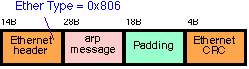 Ether Type = 0x806
14B 28B 18B 4B
Ethernet header
arp message
Padding
Ethernet CRC